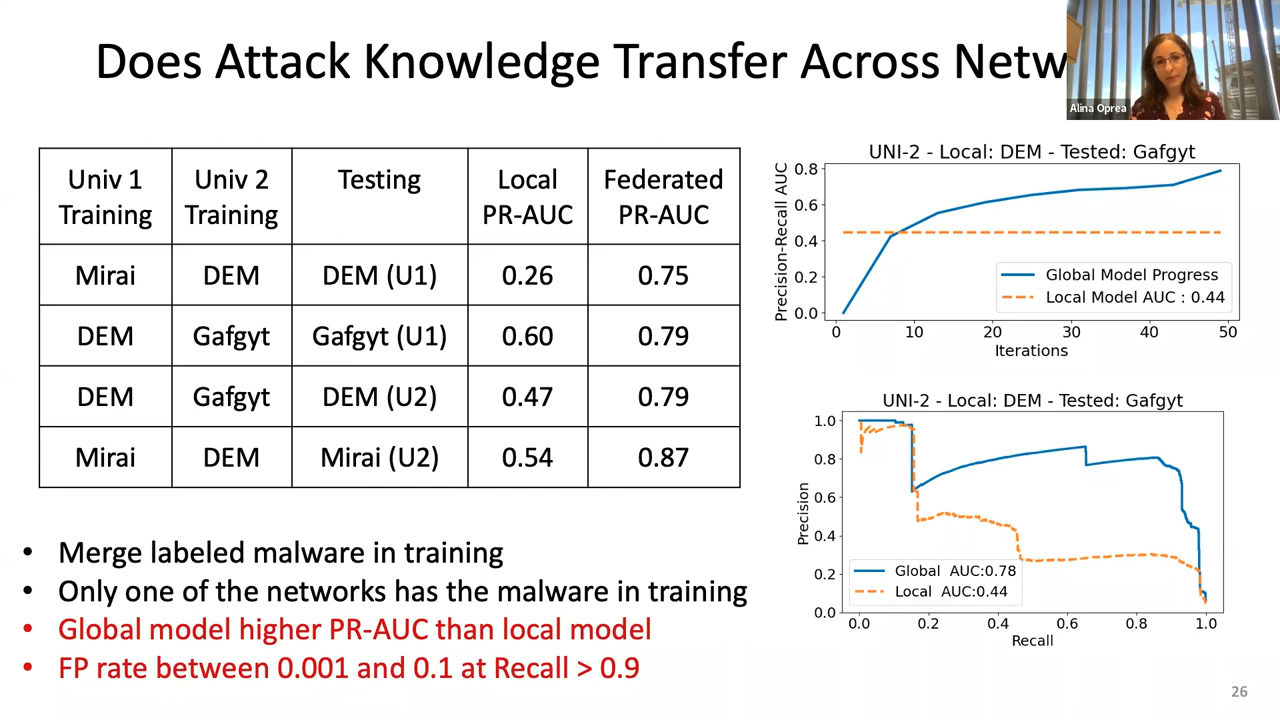 Does Attack Knowledge Transfer Across Netw
Alina Oprea
Univ 1 Training	Univ 2 Training	Testing	Local PR-AUC	Federated PR-AUC
Mirai	DEM	DEM (U1)	0.26	0.75
DEM	Gafgyt	Gafgyt (U1)	0.60	0.79
DEM	Gafgyt	DEM (U2)	0.47	0.79
Mirai	DEM	Mirai (U2)	0.54	0.87
• Merge labeled malware in training
• Only one of the networks has the malware in training
• Global model higher PR-AUC than local model
• FP rate between 0.001 and 0.1 at Recall > 0.9
UNI-2 - Local: DEM - Tested: Gafgyt
Precision-Recall AUC
0.8
0.6
0.4
0.2
0.0
Global Model Progress
Local Model AUC : 0.44
0 10 20 30 40 50
Iterations
UNI-2 - Local: DEM - Tested: Gafgyt
Precision
1.0
0.8
0.6
0.4
0.2
0.0
Global AUC:0.78
Local AUC:0.44
0.0 0.2 0.4 0.6 0.8 1.0
Recall
26